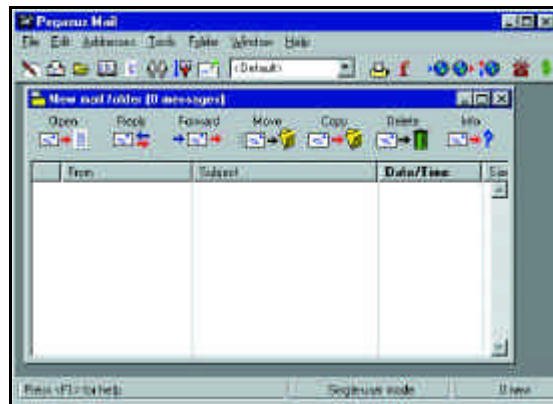 Pegasus Mail
File Edit Addresses Tools Folder Window Help
<Default>
New mail folder (0 messages)
Open Reply Forward Move Copy Delete Info
From Subject Date/Time
Press <F1> for help Single-user mode 0 new